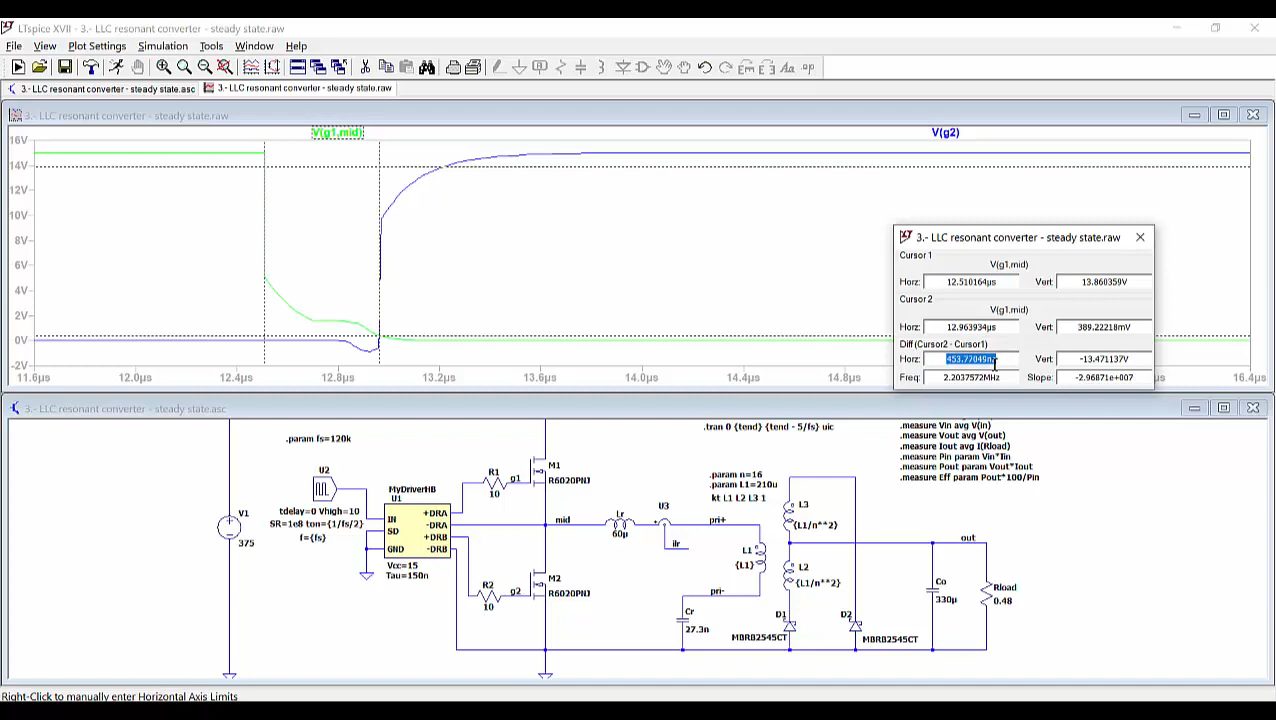 LTspice XVII - 3.- LLC resonant converter - steady state.raw
File View Plot Settings Simulation Tools Window Help
3.- LLC resonant converter - steady state.asc 3.- LLC resonant converter - steady state.raw
3.- LLC resonant converter - steady state.raw
V(g1,mid) V(g2)
16V
14V
12V
10V
8V
6V
4V
2V
0V
-2V
11.6µs 12.0µs 12.4µs 12.8µs 13.2µs 13.6µs 14.0µs 14.4µs 14.8µs 16.4µs
3.- LLC resonant converter - steady state.raw
Cursor 1
V(g1,mid)
Horz: 12.510164µs Vert: 13.860359V
Cursor 2
V(g1,mid)
Horz: 12.963934µs Vert: 389.22218mV
Diff (Cursor2 - Cursor1)
Horz: 453.77049ns Vert: -13.471137V
Freq: 2.2037572MHz Slope: -2.96871e+007
3.- LLC resonant converter - steady state.asc
.param fs=120k
.tran 0 {tend} {tend - 5/fs} uic
.measure Vin avg V(in)
.measure Vout avg V(out)
.measure Iout avg I(Rload)
.measure Pin param Vin*Iin
.measure Pout param Vout*Iout
.measure Eff param Pout*100/Pin
U2
tdelay=0 Vhigh=10
SR=1e8 ton={1/fs/2}
f={fs}
V1
375
MyDriverHB
U1
IN
SD
GND
+DRA
-DRA
+DRB
-DRB
Vcc=15
Tau=150n
R1
10
g1
M1
R6020PNJ
R2
10
g2
M2
R6020PNJ
mid
Lr
60µ
U3
ilr
pri+
.param n=16
.param L1=210u
kt L1 L2 L3 1
L1
{L1}
pri-
Cr
27.3n
L3
{L1/n**2}
L2
{L1/n**2}
D1
MBRB2545CT
D2
MBRB2545CT
out
Co
330µ
Rload
0.48
Right-Click to manually enter Horizontal Axis Limits